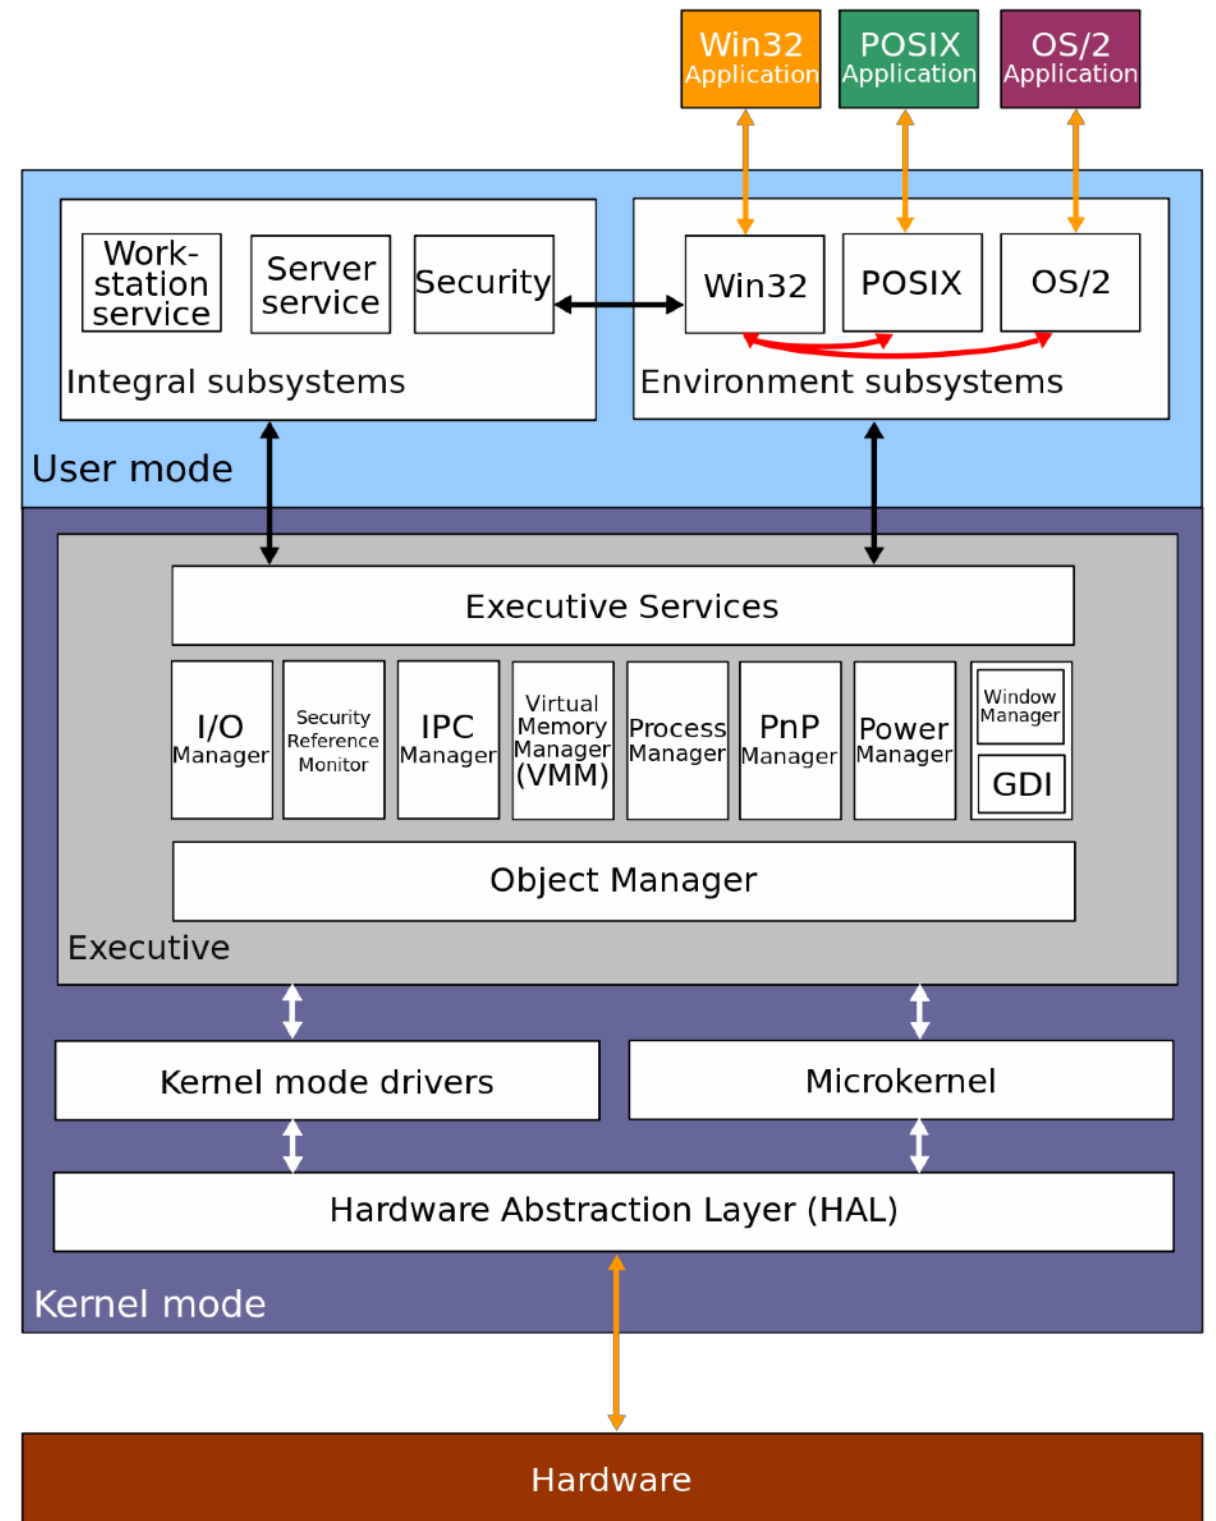 Win32
Application
POSIX
Application
OS/2
Application
Work-
station
service
Server
service
Security
Integral subsystems
Win32
POSIX
OS/2
Environment subsystems
User mode
Executive Services
I/O
Manager
Security
Reference
Monitor
IPC
Manager
Virtual
Memory
Manager
(VMM)
Process
Manager
PnP
Manager
Power
Manager
Window
Manager
GDI
Object Manager
Executive
Kernel mode drivers
Microkernel
Hardware Abstraction Layer (HAL)
Kernel mode
Hardware